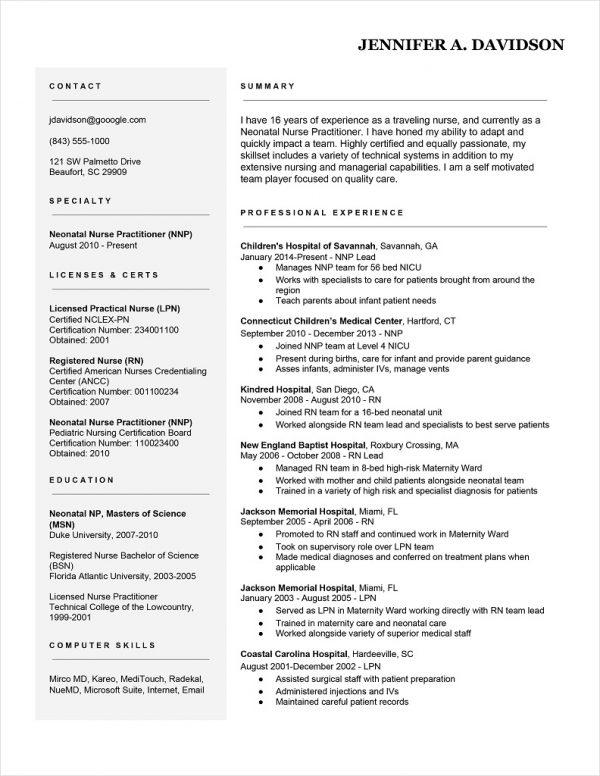 JENNIFER A. DAVIDSON
CONTACT
jdavidson@gooogle.com
(843) 555-1000
121 SW Palmetto Drive
Beaufort, SC 29909
SPECIALTY
Neonatal Nurse Practitioner (NNP)
August 2010 - Present
LICENSES & CERTS
Licensed Practical Nurse (LPN)
Certified NCLEX-PN
Certification Number: 234001100
Obtained: 2001
Registered Nurse (RN)
Certified American Nurses Credentialing
Center (ANCC)
Certification Number: 001100234
Obtained: 2007
Neonatal Nurse Practitioner (NNP)
Pediatric Nursing Certification Board
Certification Number: 110023400
Obtained: 2010
EDUCATION
Neonatal NP, Masters of Science
(MSN)
Duke University, 2007-2010
Registered Nurse Bachelor of Science
(BSN)
Florida Atlantic University, 2003-2005
Licensed Nurse Practitioner
Technical College of the Lowcountry,
1999-2001
COMPUTER SKILLS
Mirco MD, Kareo, MediTouch, Radekal,
NueMD, Microsoft Suite, Internet, Email
SUMMARY
I have 16 years of experience as a traveling nurse, and currently as a
Neonatal Nurse Practitioner. I have honed my ability to adapt and
quickly impact a team. Highly certified and equally passionate, my
skillset includes a variety of technical systems in addition to my
extensive nursing and managerial capabilities. I am a self motivated
team player focused on quality care.
PROFESSIONAL EXPERIENCE
Children's Hospital of Savannah, Savannah, GA
January 2014-Present - NNP Lead
● Manages NNP team for 56 bed NICU
● Works with specialists to care for patients brought from around the
region
● Teach parents about infant patient needs
Connecticut Children's Medical Center, Hartford, CT
September 2010 - December 2013 - NNP
● Joined NNP team at Level 4 NICU
● Present during births, care for infant and provide parent guidance
● Asses infants, administer IVs, manage vents
Kindred Hospital, San Diego, CA
November 2008 - August 2010 - RN
● Joined RN team for a 16-bed neonatal unit
● Worked alongside RN team lead and specialists to best serve patients
New England Baptist Hospital, Roxbury Crossing, MA
May 2006 - October 2008 - RN Lead
● Managed RN team in 8-bed high-risk Maternity Ward
● Worked with mother and child patients alongside neonatal team
● Trained in a variety of high risk and specialist diagnosis for patients
Jackson Memorial Hospital, Miami, FL
September 2005 - April 2006 - RN
● Promoted to RN staff and continued work in Maternity Ward
● Took on supervisory role over LPN team
● Made medical diagnoses and conferred on treatment plans when
applicable
Jackson Memorial Hospital, Miami, FL
January 2003 - August 2005 - LPN
● Served as LPN in Maternity Ward working directly with RN team lead
● Trained in maternity care and neonatal care
● Worked alongside variety of superior medical staff
Coastal Carolina Hospital, Hardeeville, SC
August 2001-December 2002 - LPN
● Assisted surgical staff with patient preparation
● Administered injections and IVs
● Maintained careful patient records